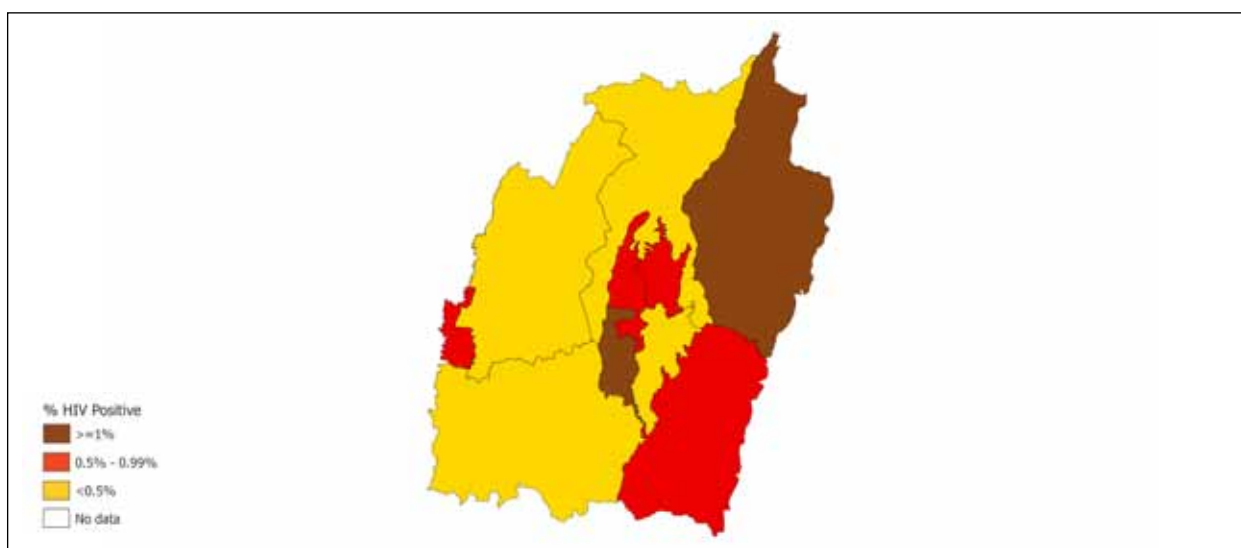 % HIV Positive
>=1%
0.5% - 0.99%
<0.5%
No data